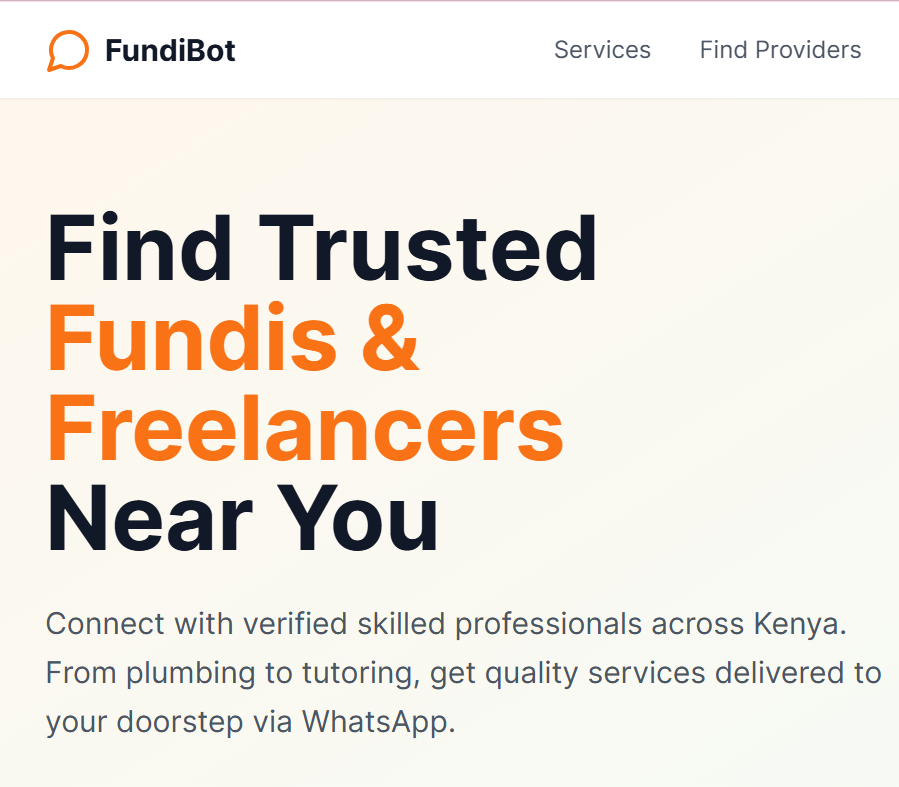 FundiBot
Services
Find Providers
Find Trusted
Fundis &
Freelancers
Near You
Connect with verified skilled professionals across Kenya.
From plumbing to tutoring, get quality services delivered to
your doorstep via WhatsApp.